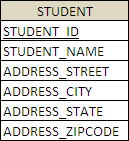 STUDENT
STUDENT_ID
STUDENT_NAME
ADDRESS_STREET
ADDRESS_CITY
ADDRESS_STATE
ADDRESS_ZIPCODE